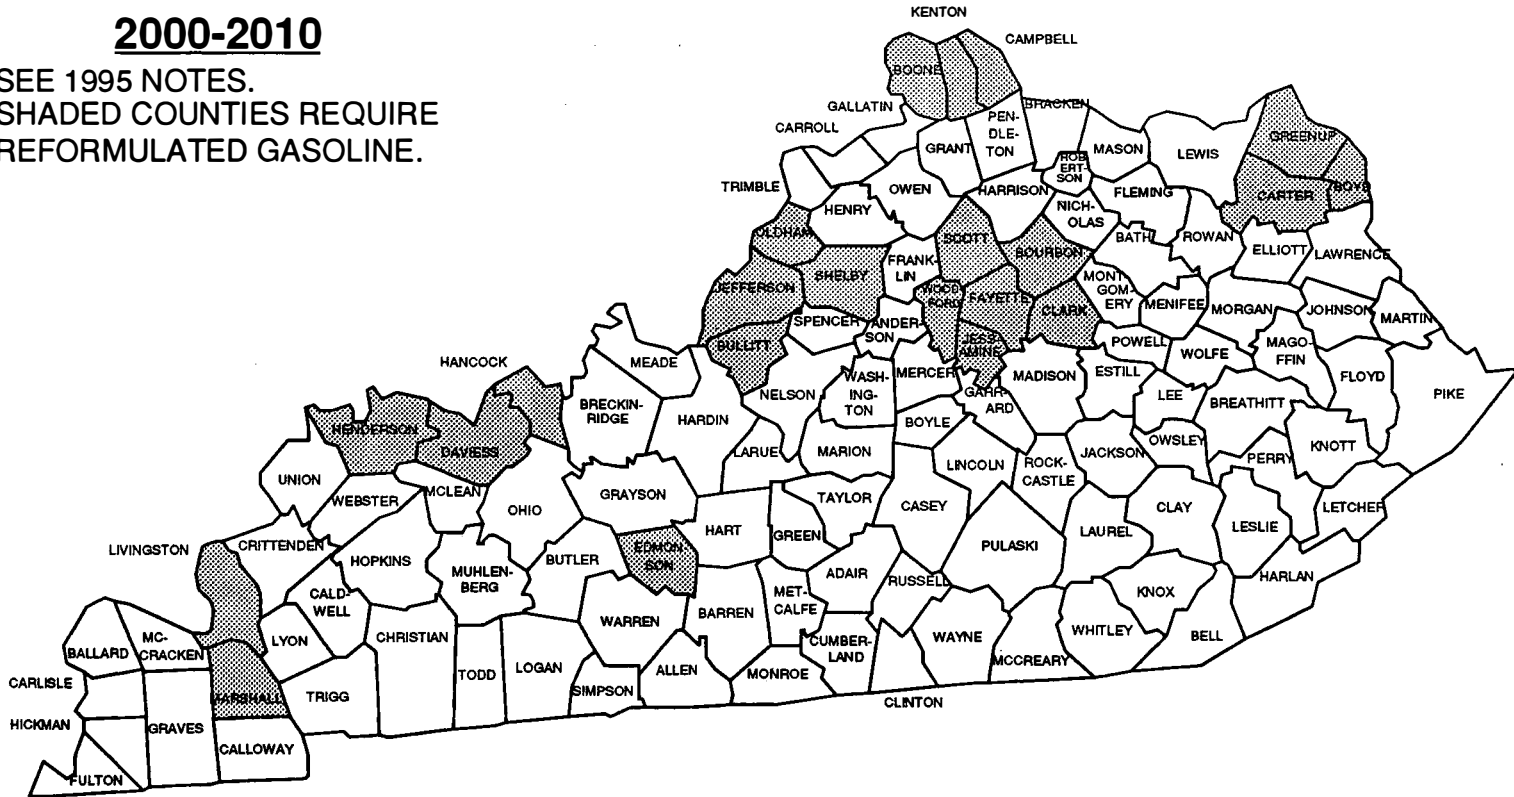 2000-2010
SEE 1995 NOTES.
SHADED COUNTIES REQUIRE
REFORMULATED GASOLINE.
KENTON
CAMPBELL
BOONE
GALLATIN
BRACKEN
CARROLL
PEN-
DLE-
TON
GRANT
MASON
LEWIS
GREENUP
ROB
ERT-
SON
TRIMBLE
OWEN
HARRISON
FLEMING
CARTER
BOYD
HENRY
NICH-
OLAS
OLDHAM
SCOTT
BATH
ROWAN
ELLIOTT
LAWRENCE
FRANK-
LIN
BOURBON
SHELBY
JEFFERSON
WOOD
FORD
FAYETTE
MONT
GOM-
ERY
MENIFEE
MORGAN
JOHNSON
MARTIN
CLARK
SPENCER
ANDER-
SON
BULLITT
JESS-
AMINE
POWELL
WOLFE
MAGO-
FFIN
HANCOCK
MEADE
MERCER
MADISON
ESTILL
FLOYD
PIKE
WASH-
ING-
TON
NELSON
LEE
BREATHITT
BRECKIN-
RIDGE
GARR-
ARD
HARDIN
BOYLE
HENDERSON
DAVIESS
LARUE
MARION
LINCOLN
ROCK-
CASTLE
JACKSON
OWSLEY
PERRY
KNOTT
UNION
WEBSTER
MCLEAN
GRAYSON
OHIO
TAYLOR
CASEY
CLAY
LETCHER
LESLIE
HART
GREEN
LAUREL
PULASKI
LIVINGSTON
CRITTENDEN
HOPKINS
BUTLER
EDMON
SON
MUHLEN-
BERG
ADAIR
RUSSELL
HARLAN
CALD-
WELL
MET-
CALFE
KNOX
BARREN
WARREN
LYON
CHRISTIAN
WAYNE
WHITLEY
BELL
BALLARD
MC-
CRACKEN
CUMBER-
LAND
MCCREARY
CARLISLE
MARSHALL
TRIGG
TODD
LOGAN
SIMPSON
ALLEN
MONROE
CLINTON
HICKMAN
GRAVES
CALLOWAY
FULTON